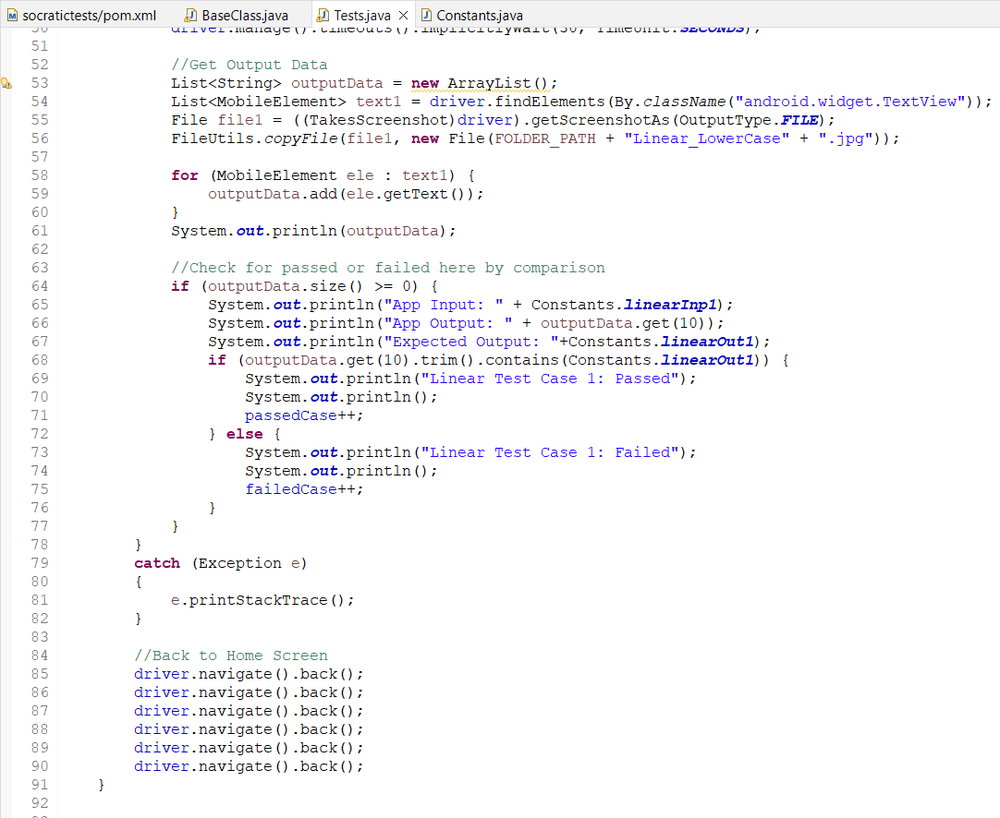 socratictests/pom.xml BaseClass.java Tests.java Constants.java
50 driver.manage().timeouts().implicitlyWait(30, TimeUnit.SECONDS);
51
52 //Get Output Data
53 List<String> outputData = new ArrayList();
54 List<MobileElement> text1 = driver.findElements(By.className("android.widget.TextView"));
55 File file1 = ((TakesScreenshot)driver).getScreenshotAs(OutputType.FILE);
56 FileUtils.copyFile(file1, new File(FOLDER_PATH + "Linear_LowerCase" + ".jpg"));
57
58 for (MobileElement ele : text1) {
59 outputData.add(ele.getText());
60 }
61 System.out.println(outputData);
62
63 //Check for passed or failed here by comparison
64 if (outputData.size() >= 0) {
65 System.out.println("App Input: " + Constants.linearInp1);
66 System.out.println("App Output: " + outputData.get(10));
67 System.out.println("Expected Output: "+Constants.linearOut1);
68 if (outputData.get(10).trim().contains(Constants.linearOut1)) {
69 System.out.println("Linear Test Case 1: Passed");
70 System.out.println();
71 passedCase++;
72 } else {
73 System.out.println("Linear Test Case 1: Failed");
74 System.out.println();
75 failedCase++;
76 }
77 }
78 }
79 catch (Exception e)
80 {
81 e.printStackTrace();
82 }
83
84 //Back to Home Screen
85 driver.navigate().back();
86 driver.navigate().back();
87 driver.navigate().back();
88 driver.navigate().back();
89 driver.navigate().back();
90 driver.navigate().back();
91 }
92